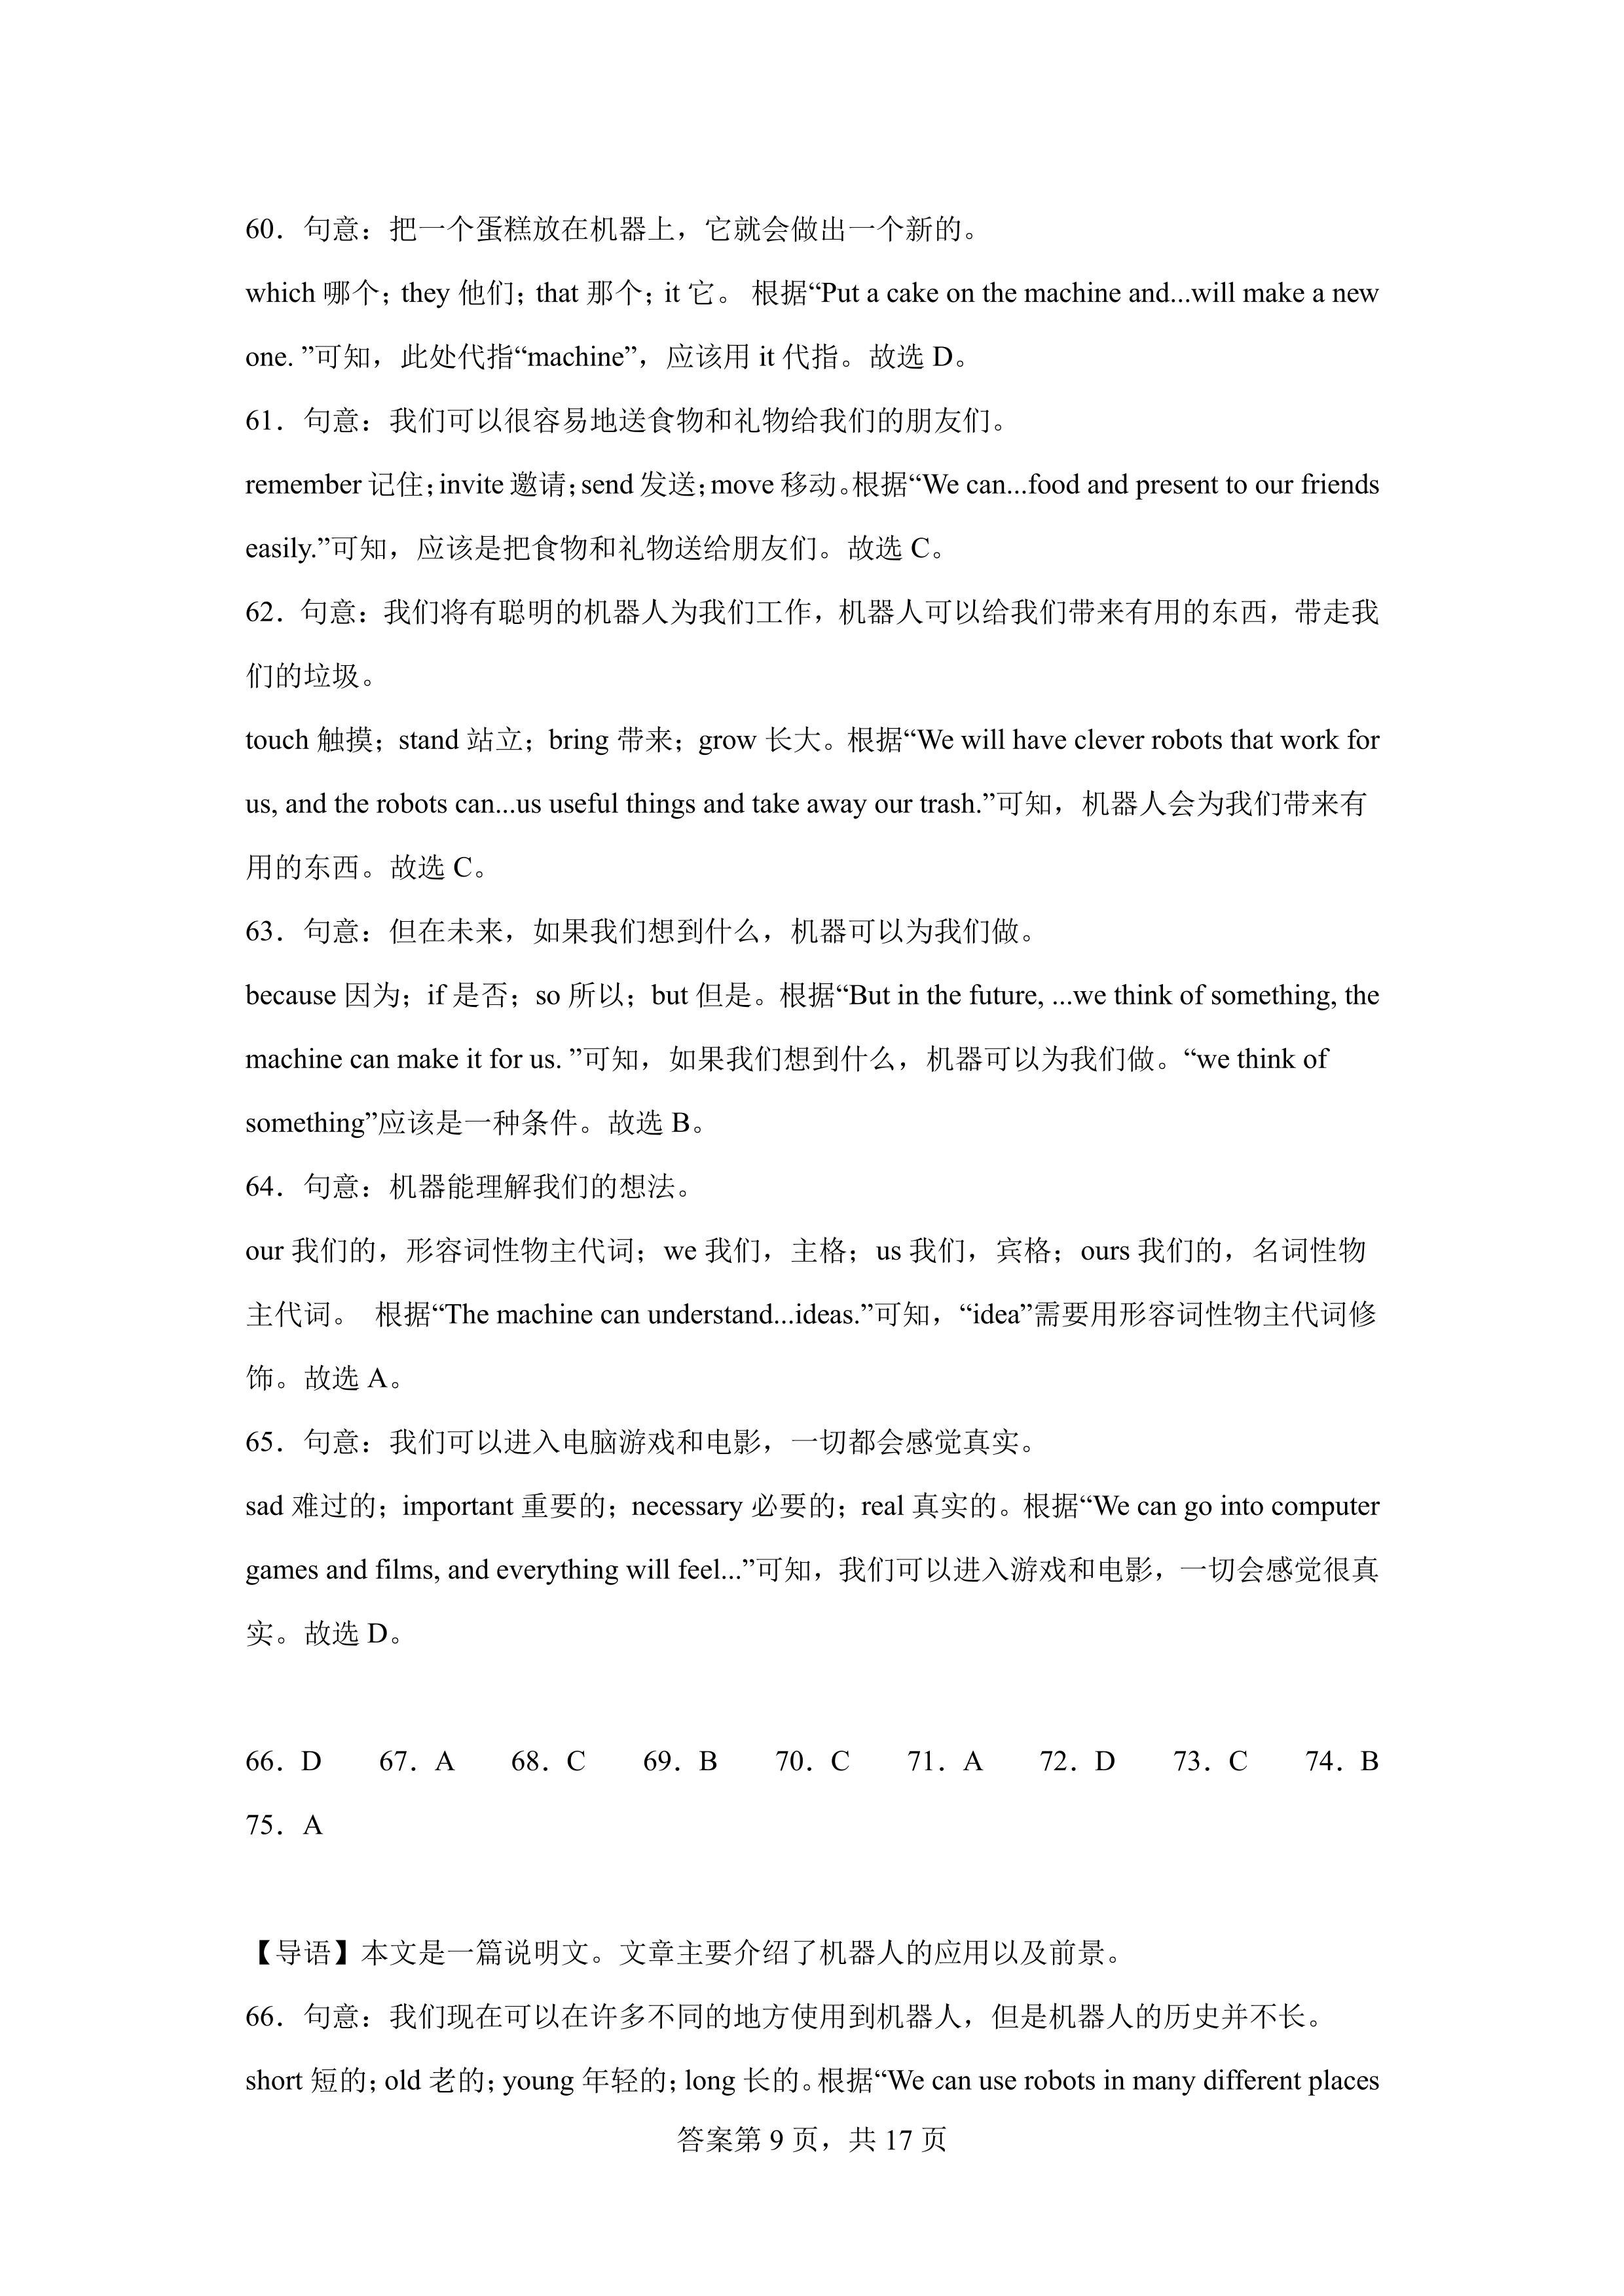 60．句意：把一个蛋糕放在机器上，它就会做出一个新的。
which 哪个；they 他们；that 那个；it 它。 根据“Put a cake on the machine and...will make a new
one. ”可知，此处代指“machine”，应该用 it 代指。故选 D。
61．句意：我们可以很容易地送食物和礼物给我们的朋友们。
remember 记住；invite 邀请；send 发送；move 移动。根据“We can...food and present to our friends
easily.”可知，应该是把食物和礼物送给朋友们。故选 C。
62．句意：我们将有聪明的机器人为我们工作，机器人可以给我们带来有用的东西，带走我
们的垃圾。
touch 触摸；stand 站立；bring 带来；grow 长大。根据“We will have clever robots that work for
us, and the robots can...us useful things and take away our trash.”可知，机器人会为我们带来有
用的东西。故选 C。
63．句意：但在未来，如果我们想到什么，机器可以为我们做。
because 因为；if 是否；so 所以；but 但是。根据“But in the future, ...we think of something, the
machine can make it for us. ”可知，如果我们想到什么，机器可以为我们做。“we think of
something”应该是一种条件。故选 B。
64．句意：机器能理解我们的想法。
our 我们的，形容词性物主代词；we 我们，主格；us 我们，宾格；ours 我们的，名词性物
主代词。 根据“The machine can understand...ideas.”可知，“idea”需要用形容词性物主代词修
饰。故选 A。
65．句意：我们可以进入电脑游戏和电影，一切都会感觉真实。
sad 难过的；important 重要的；necessary 必要的；real 真实的。根据“We can go into computer
games and films, and everything will feel...”可知，我们可以进入游戏和电影，一切会感觉很真
实。故选 D。
66．D 67．A 68．C 69．B 70．C 71．A 72．D 73．C 74．B
75．A
【导语】本文是一篇说明文。文章主要介绍了机器人的应用以及前景。
66．句意：我们现在可以在许多不同的地方使用到机器人，但是机器人的历史并不长。
short 短的；old 老的；young 年轻的；long 长的。根据“We can use robots in many different places
答案第 9 页，共 17 页